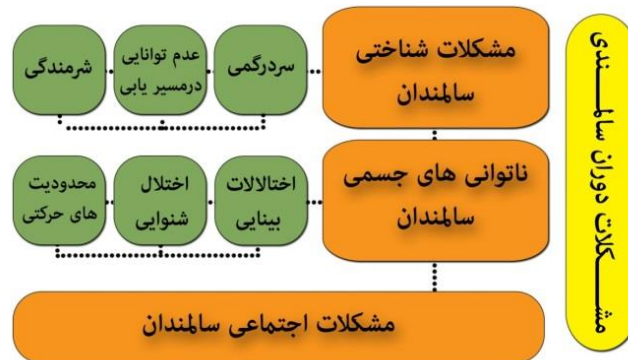 مشکلات دوران سالمندی
مشکلات شناختی
سالمندان
سردرگمی
عدم توانایی
درمسیر یابی
شرمندگی
ناتوانی های جسمی
سالمندان
اختالالات
بینایی
اختلال
شنوایی
محدودیت
های حرکتی
مشکلات اجتماعی سالمندان